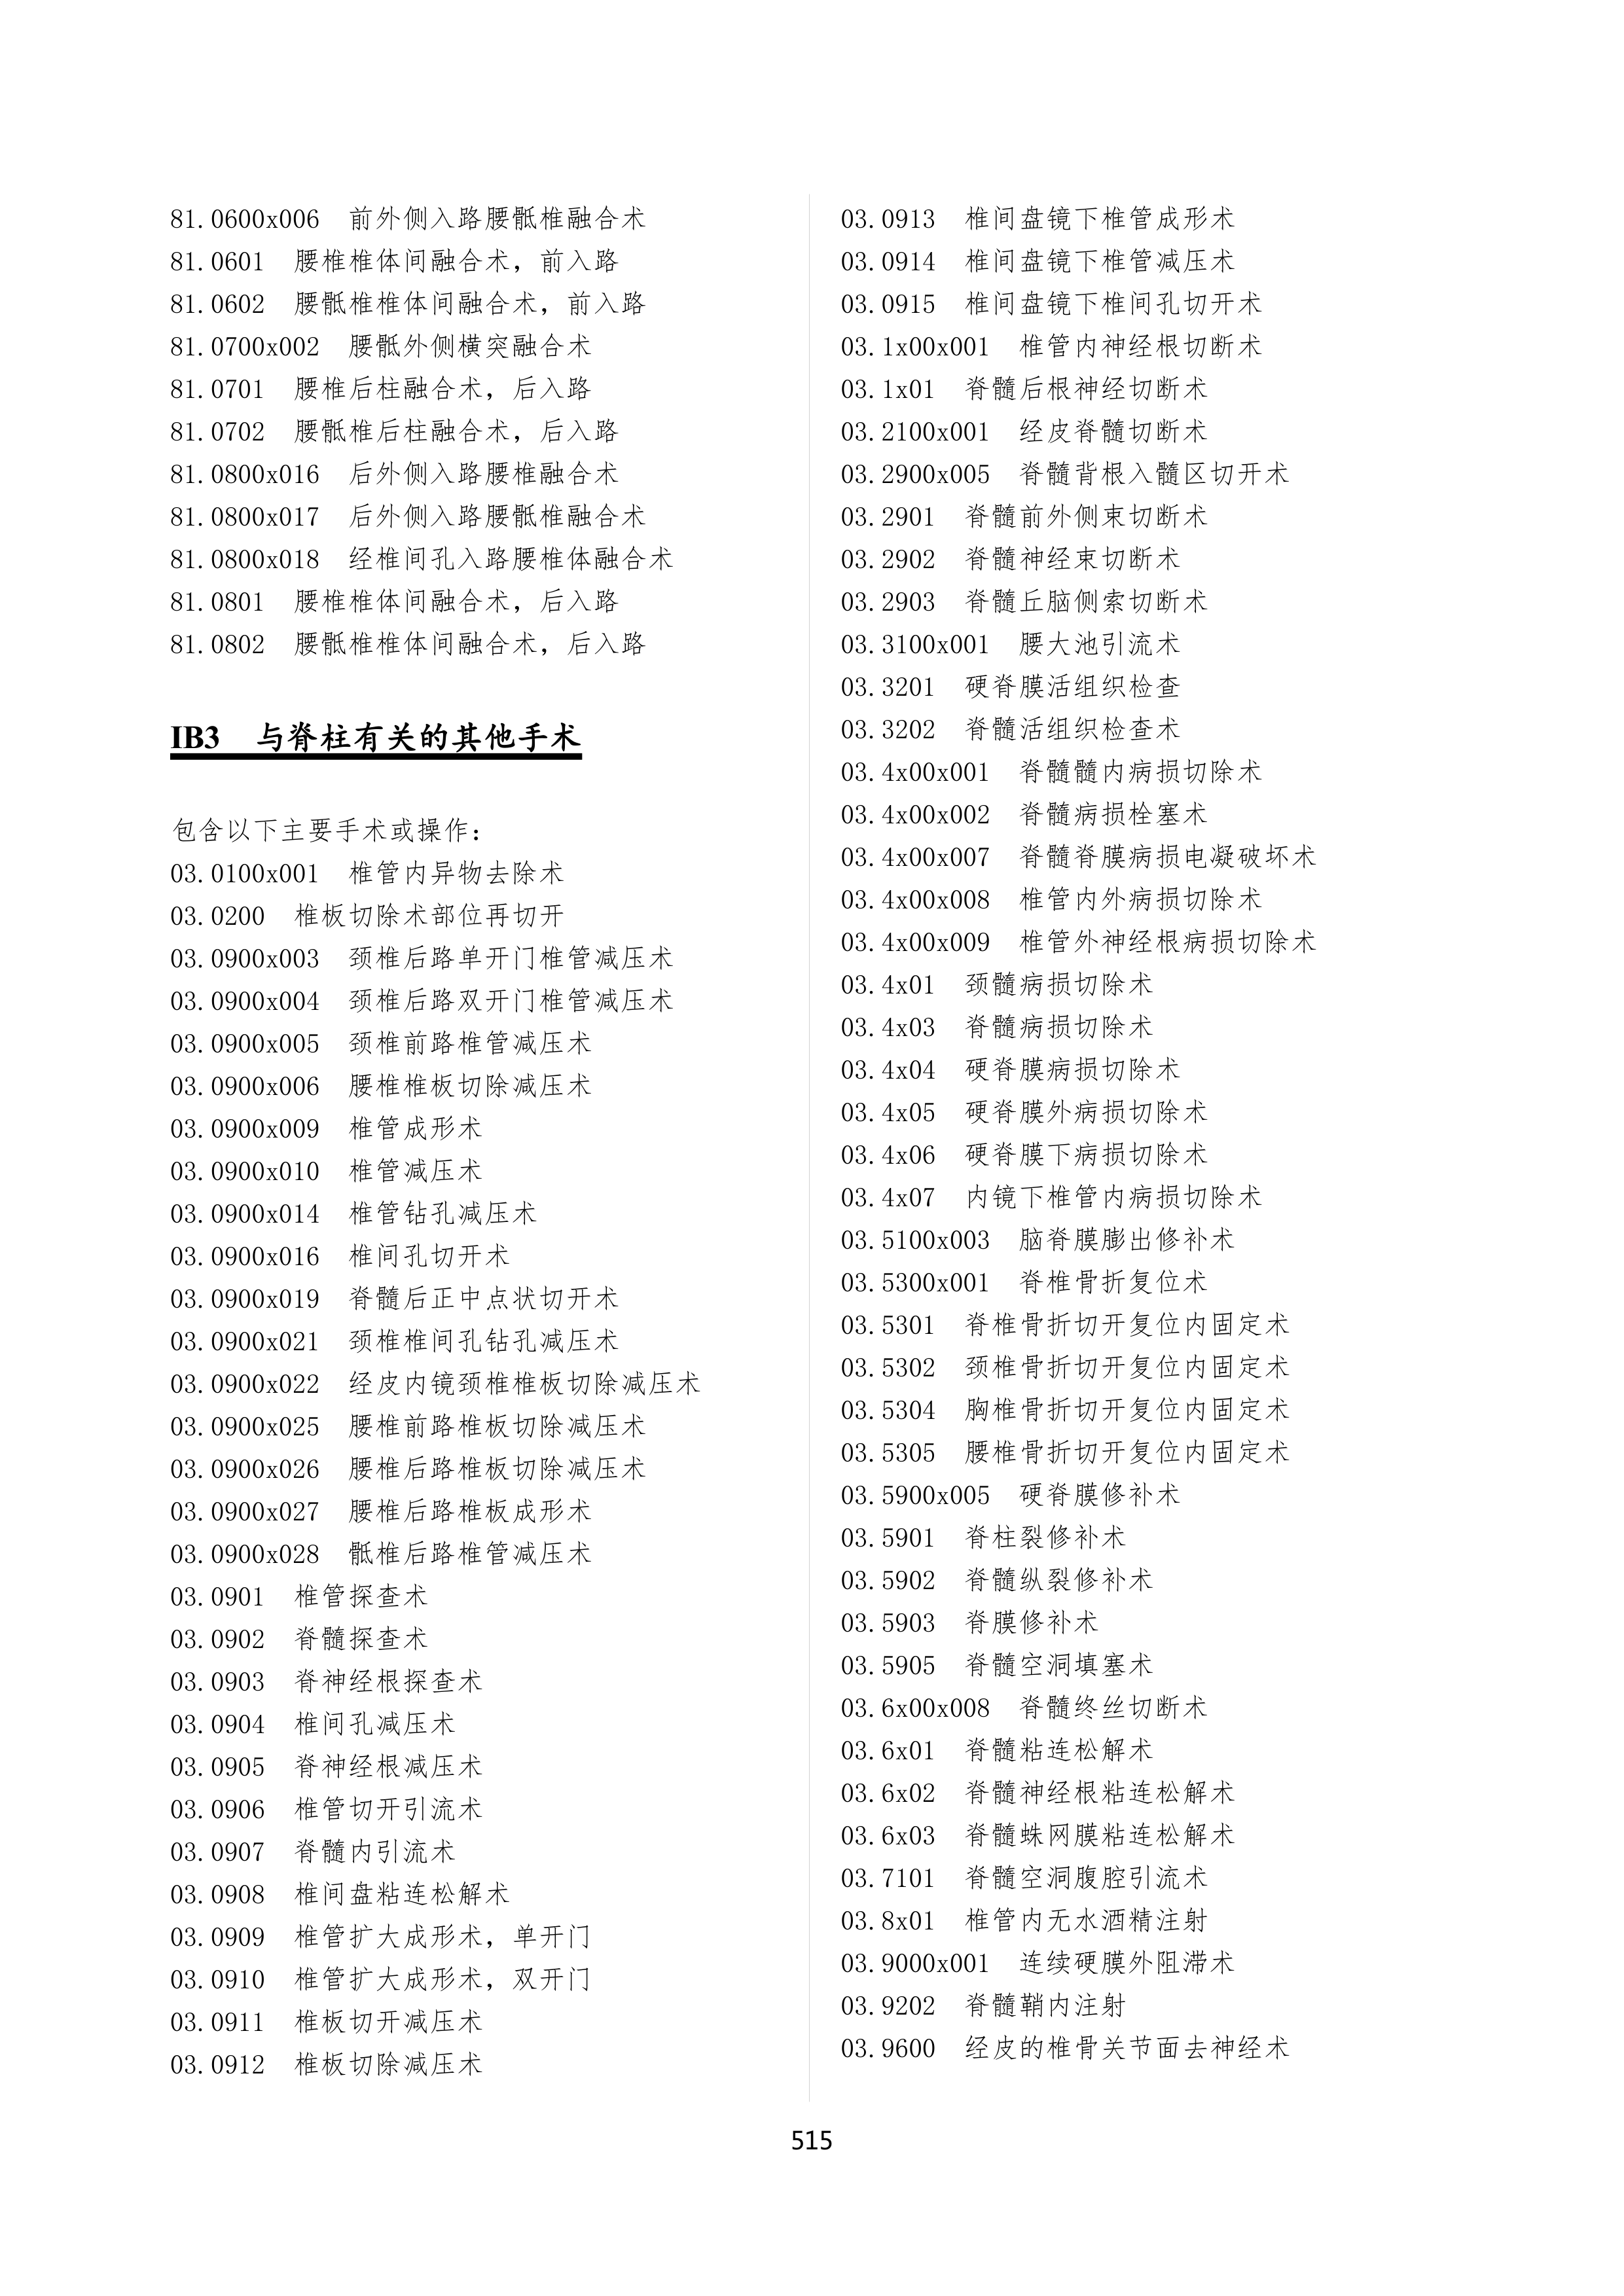 81.0600x006 前外侧入路腰骶椎融合术
81.0601 腰椎椎体间融合术，前入路
81.0602 腰骶椎椎体间融合术，前入路
81.0700x002 腰骶外侧横突融合术
81.0701 腰椎后柱融合术，后入路
81.0702 腰骶椎后柱融合术，后入路
81.0800x016 后外侧入路腰椎融合术
81.0800x017 后外侧入路腰骶椎融合术
81.0800x018 经椎间孔入路腰椎体融合术
81.0801 腰椎椎体间融合术，后入路
81.0802 腰骶椎椎体间融合术，后入路
IB3 与脊柱有关的其他手术
包含以下主要手术或操作：
03.0100x001 椎管内异物去除术
03.0200 椎板切除术部位再切开
03.0900x003 颈椎后路单开门椎管减压术
03.0900x004 颈椎后路双开门椎管减压术
03.0900x005 颈椎前路椎管减压术
03.0900x006 腰椎椎板切除减压术
03.0900x009 椎管成形术
03.0900x010 椎管减压术
03.0900x014 椎管钻孔减压术
03.0900x016 椎间孔切开术
03.0900x019 脊髓后正中点状切开术
03.0900x021 颈椎椎间孔钻孔减压术
03.0900x022 经皮内镜颈椎椎板切除减压术
03.0900x025 腰椎前路椎板切除减压术
03.0900x026 腰椎后路椎板切除减压术
03.0900x027 腰椎后路椎板成形术
03.0900x028 骶椎后路椎管减压术
03.0901 椎管探查术
03.0902 脊髓探查术
03.0903 脊神经根探查术
03.0904 椎间孔减压术
03.0905 脊神经根减压术
03.0906 椎管切开引流术
03.0907 脊髓内引流术
03.0908 椎间盘粘连松解术
03.0909 椎管扩大成形术，单开门
03.0910 椎管扩大成形术，双开门
03.0911 椎板切开减压术
03.0912 椎板切除减压术
03.0913 椎间盘镜下椎管成形术
03.0914 椎间盘镜下椎管减压术
03.0915 椎间盘镜下椎间孔切开术
03.1x00x001 椎管内神经根切断术
03.1x01 脊髓后根神经切断术
03.2100x001 经皮脊髓切断术
03.2900x005 脊髓背根入髓区切开术
03.2901 脊髓前外侧束切断术
03.2902 脊髓神经束切断术
03.2903 脊髓丘脑侧索切断术
03.3100x001 腰大池引流术
03.3201 硬脊膜活组织检查
03.3202 脊髓活组织检查术
03.4x00x001 脊髓髓内病损切除术
03.4x00x002 脊髓病损栓塞术
03.4x00x007 脊髓脊膜病损电凝破坏术
03.4x00x008 椎管内外病损切除术
03.4x00x009 椎管外神经根病损切除术
03.4x01 颈髓病损切除术
03.4x03 脊髓病损切除术
03.4x04 硬脊膜病损切除术
03.4x05 硬脊膜外病损切除术
03.4x06 硬脊膜下病损切除术
03.4x07 内镜下椎管内病损切除术
03.5100x003 脑脊膜膨出修补术
03.5300x001 脊椎骨折复位术
03.5301 脊椎骨折切开复位内固定术
03.5302 颈椎骨折切开复位内固定术
03.5304 胸椎骨折切开复位内固定术
03.5305 腰椎骨折切开复位内固定术
03.5900x005 硬脊膜修补术
03.5901 脊柱裂修补术
03.5902 脊髓纵裂修补术
03.5903 脊膜修补术
03.5905 脊髓空洞填塞术
03.6x00x008 脊髓终丝切断术
03.6x01 脊髓粘连松解术
03.6x02 脊髓神经根粘连松解术
03.6x03 脊髓蛛网膜粘连松解术
03.7101 脊髓空洞腹腔引流术
03.8x01 椎管内无水酒精注射
03.9000x001 连续硬膜外阻滞术
03.9202 脊髓鞘内注射
03.9600 经皮的椎骨关节面去神经术
515